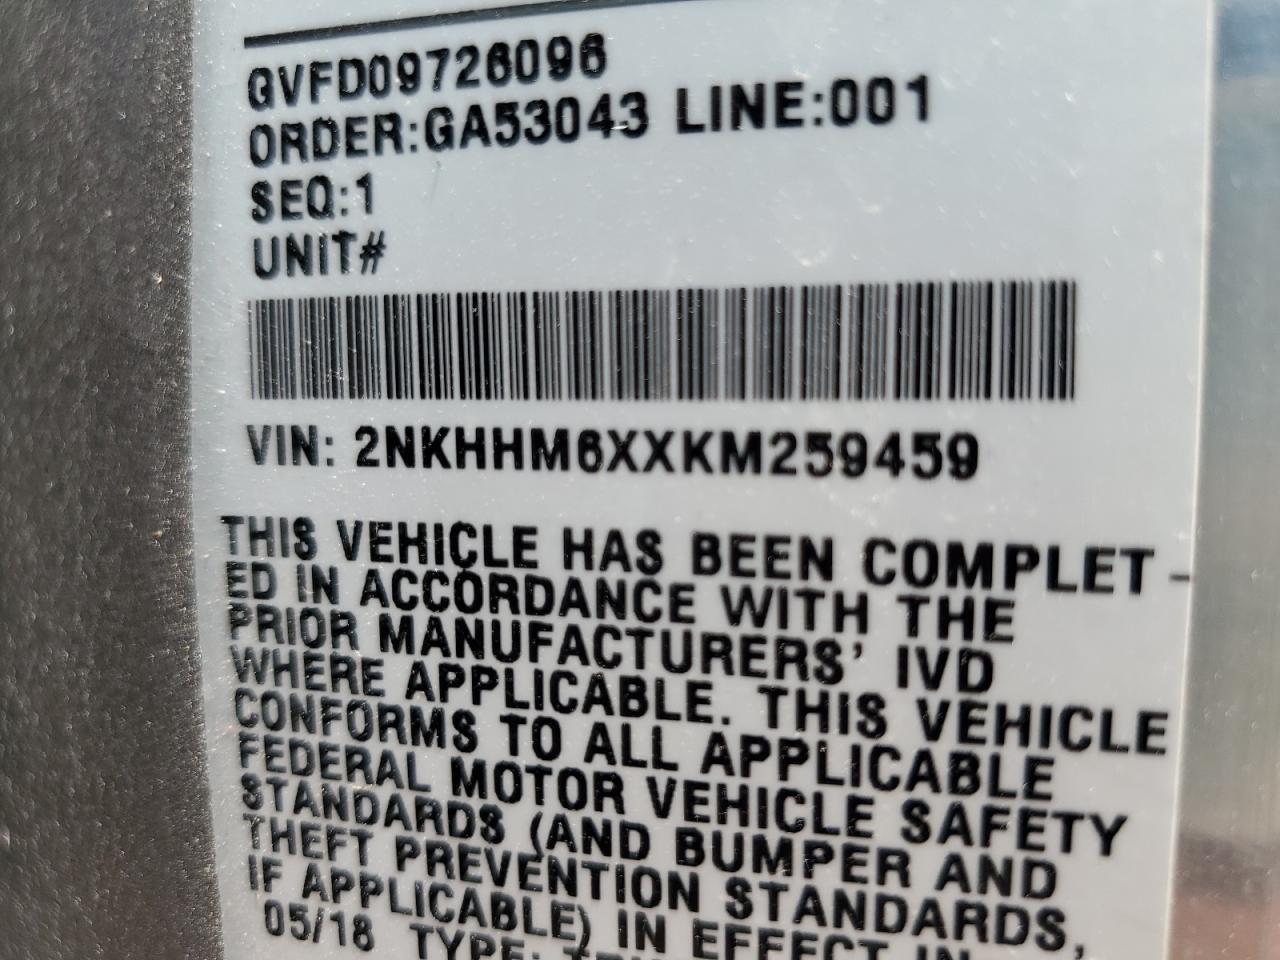 QVFD09726096
ORDER:GA53043 LINE:001
SEQ:1
UNIT#
VIN: 2NKHHM6XXKM259459
THIS VEHICLE HAS BEEN COMPLET-
ED IN ACCORDANCE WITH THE
PRIOR MANUFACTURERS' IVD
WHERE APPLICABLE. THIS VEHICLE
CONFORMS TO ALL APPLICABLE
FEDERAL MOTOR VEHICLE SAFETY
STANDARDS (AND BUMPER AND
THEFT PREVENTION STANDARDS,
IF APPLICABLE) IN EFFECT IN
05/18 TYPE: